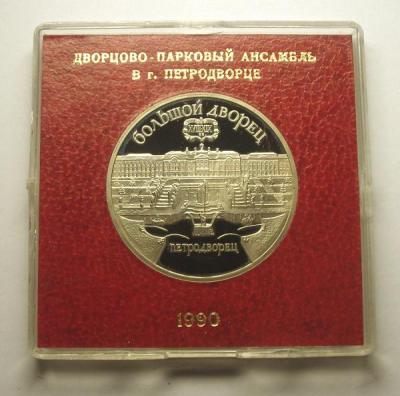 ДВОРЦОВО-ПАРКОВЫЙ АНСАМБЛЬ
В г. ПЕТРОДВОРЦЕ
БОЛЬШОЙ ДВОРЕЦ
ПЕТРОДВОРЕЦ
1990